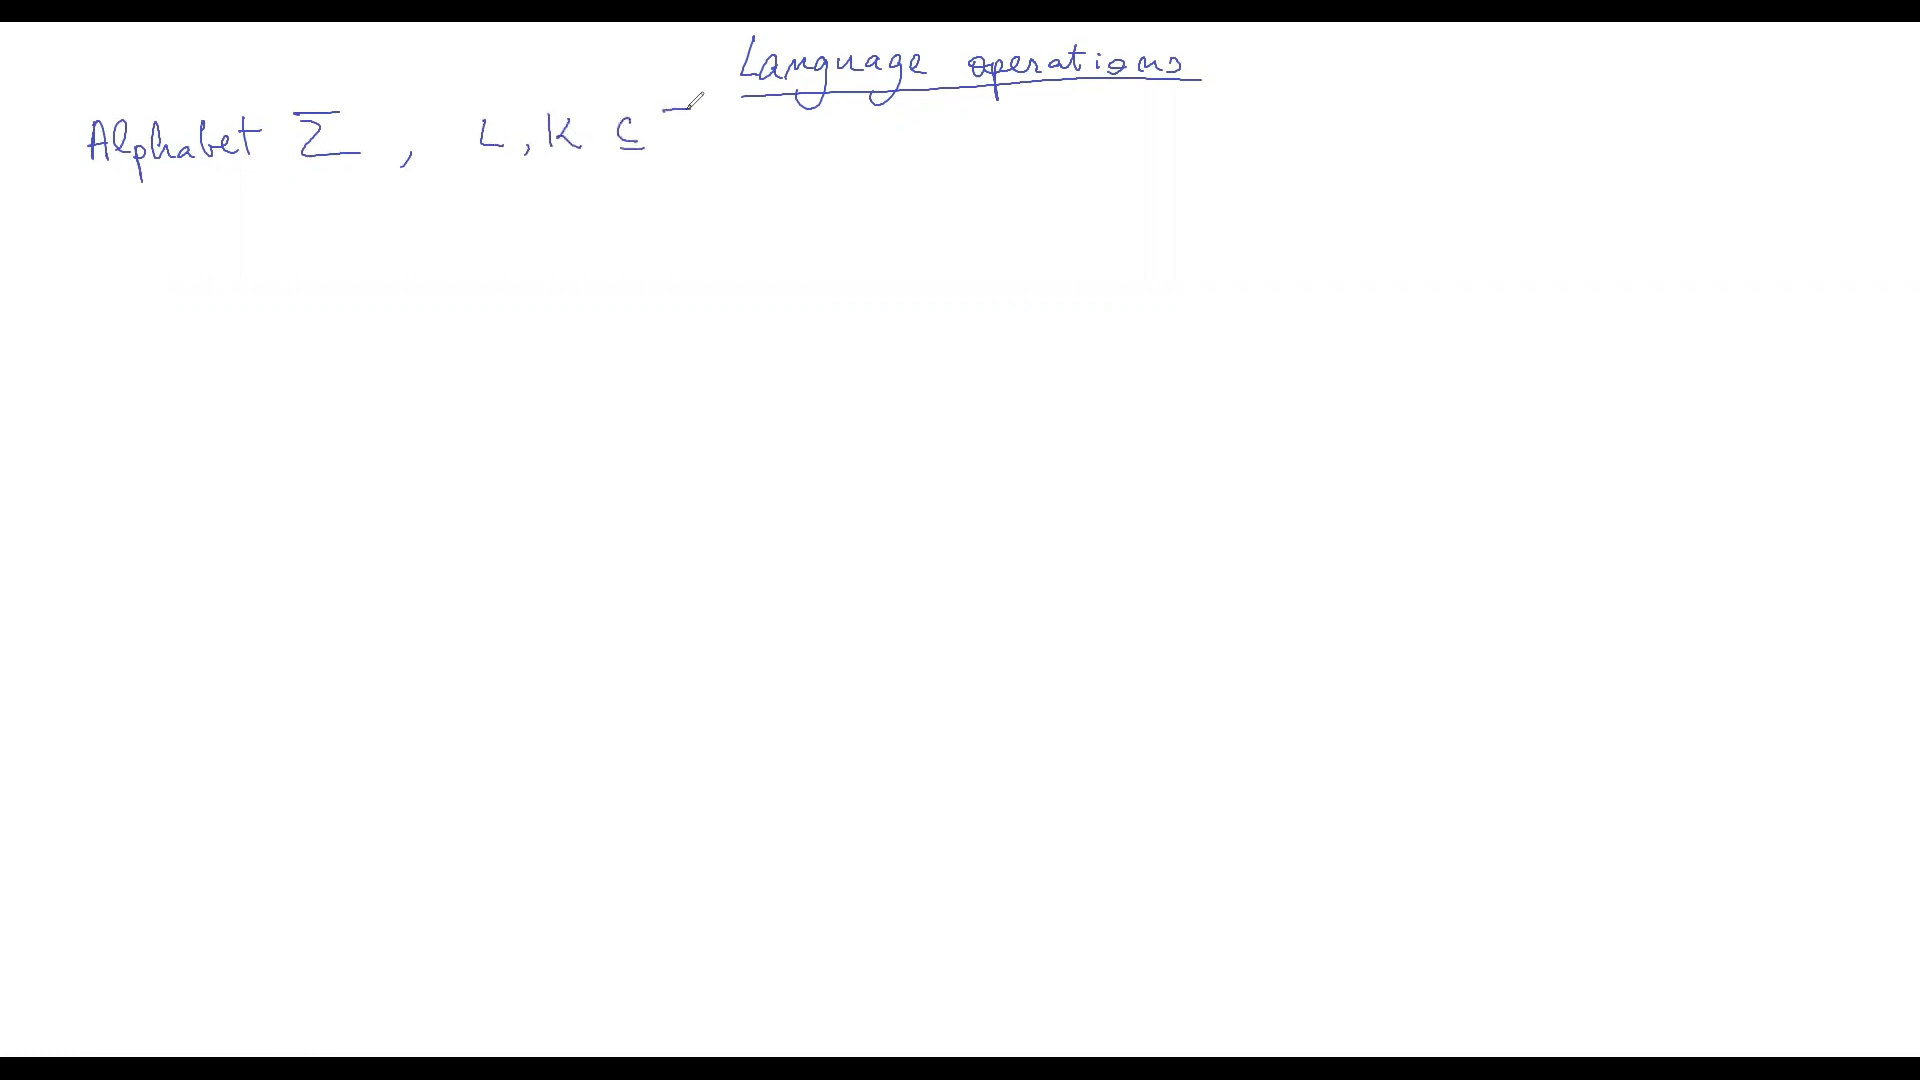 Language operations
Alphabet Σ , L , K ⊆